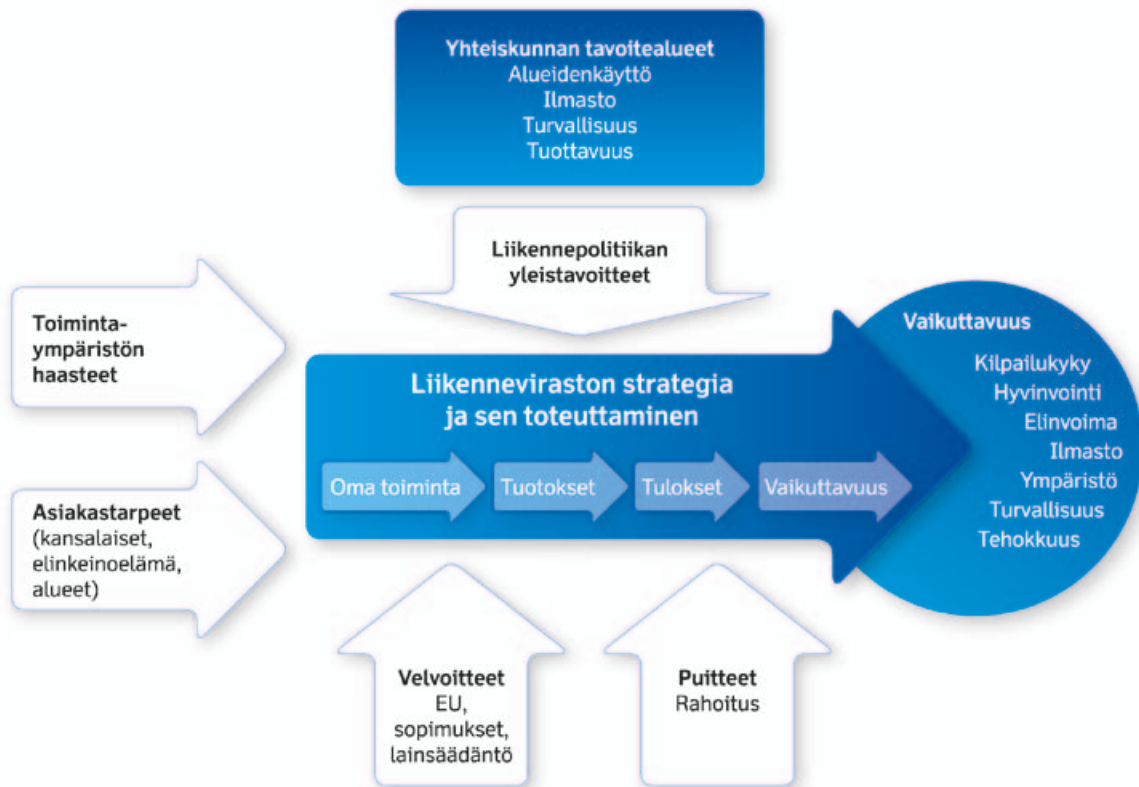 Yhteiskunnan tavoitealueet
Alueidenkäyttö
Ilmasto
Turvallisuus
Tuottavuus
Liikennepolitiikan
yleistavoitteet
Toiminta-
ympäristön
haasteet
Asiakastarpeet
(kansalaiset,
elinkeinoelämä,
alueet)
Liikenneviraston strategia
ja sen toteuttaminen
Oma toiminta
Tuotokset
Tulokset
Vaikuttavuus
Vaikuttavuus
Kilpailukyky
Hyvinvointi
Elinvoima
Ilmasto
Ympäristö
Turvallisuus
Tehokkuus
Velvoitteet
EU,
sopimukset,
lainsäädäntö
Puitteet
Rahoitus